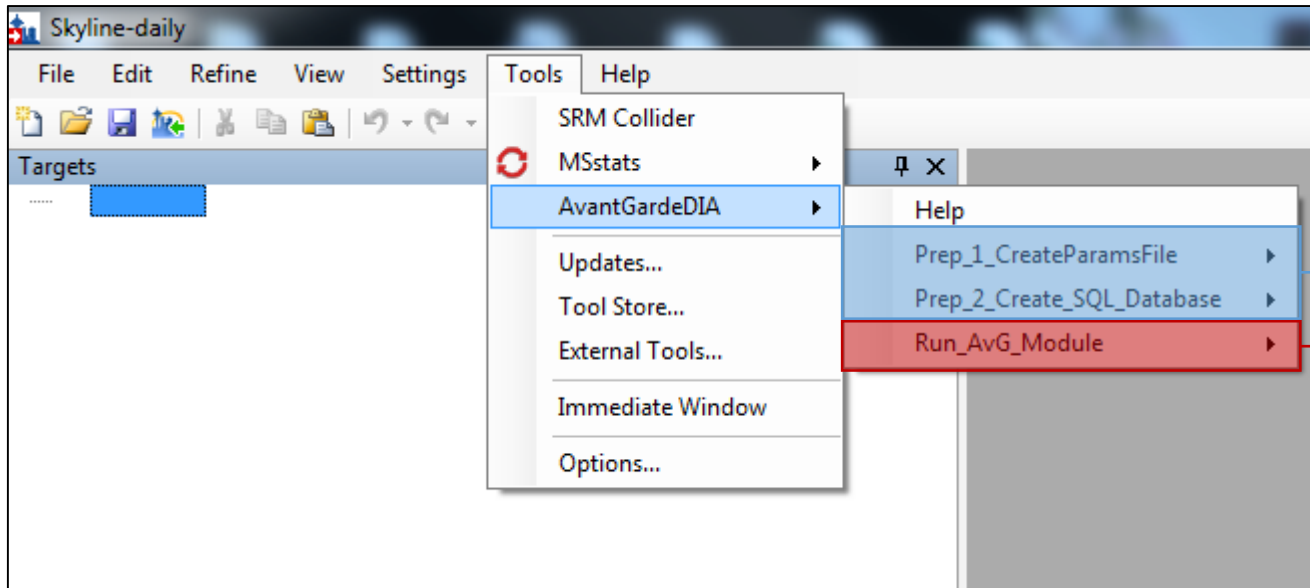 Skyline-daily
File Edit Refine View Settings Tools Help
SRM Collider
Targets
MSstats
AvantGardeDIA
Help
Updates...
Prep_1_CreateParamsFile
Tool Store...
Prep_2_Create_SQL_Database
External Tools...
Run_AvG_Module
Immediate Window
Options...